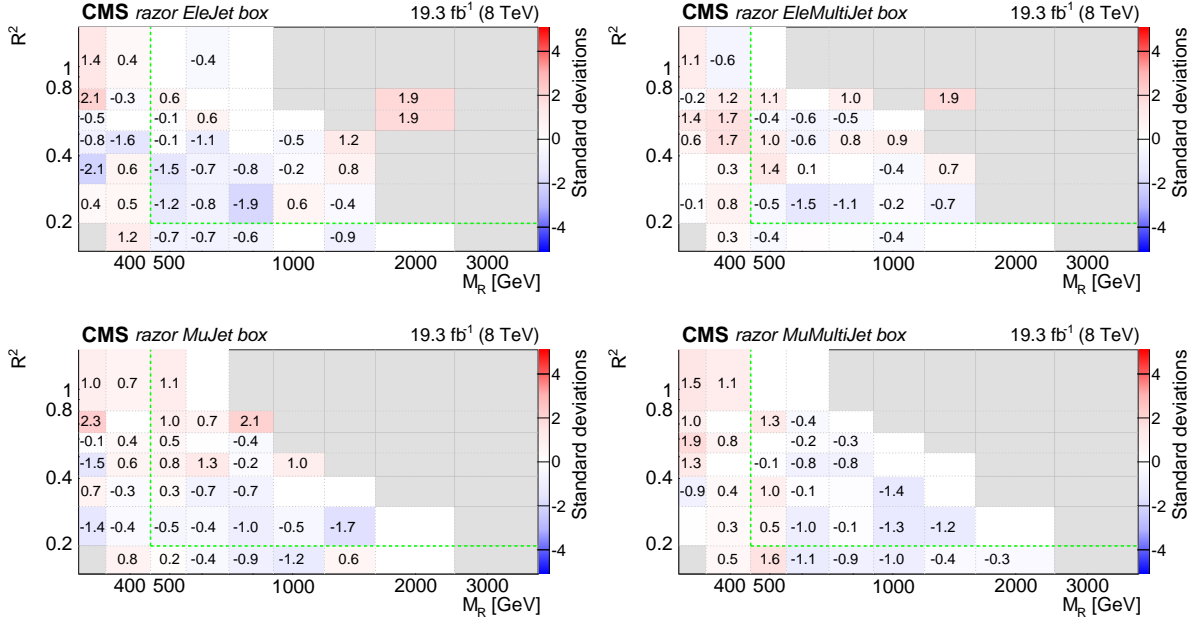 CMS razor EleJet box 19.3 fb-1 (8 TeV)
R2
1
0.8
0.4
0.2
1.4 0.4 -0.4
2.1 -0.3 0.6 1.9
-0.5 -0.1 0.6 1.9
-0.8 -1.6 -0.1 -1.1 -0.5 1.2
-2.1 0.6 -1.5 -0.7 -0.8 -0.2 0.8
0.4 0.5 -1.2 -0.8 -1.9 0.6 -0.4
1.2 -0.7 -0.7 -0.6 -0.9
400 500 1000 2000 3000
MR [GeV]
4
2
0
-2
-4
Standard deviations
CMS razor EleMultiJet box 19.3 fb-1 (8 TeV)
R2
1
0.8
0.4
0.2
1.1 -0.6
-0.2 1.2 1.1 1.0 1.9
1.4 1.7 -0.4 -0.6 -0.5
0.6 1.7 1.0 -0.6 0.8 0.9
0.3 1.4 0.1 -0.4 0.7
-0.1 0.8 -0.5 -1.5 -1.1 -0.2 -0.7
0.3 -0.4 -0.4
400 500 1000 2000 3000
MR [GeV]
4
2
0
-2
-4
Standard deviations
CMS razor MuJet box 19.3 fb-1 (8 TeV)
R2
1
0.8
0.4
0.2
1.0 0.7 1.1
2.3 1.0 0.7 2.1
-0.1 0.4 0.5 -0.4
-1.5 0.6 0.8 1.3 -0.2 1.0
0.7 -0.3 0.3 -0.7 -0.7
-1.4 -0.4 -0.5 -0.4 -1.0 -0.5 -1.7
0.8 0.2 -0.4 -0.9 -1.2 0.6
400 500 1000 2000 3000
MR [GeV]
4
2
0
-2
-4
Standard deviations
CMS razor MuMultiJet box 19.3 fb-1 (8 TeV)
R2
1
0.8
0.4
0.2
1.5 1.1
1.0 1.3 -0.4
1.9 0.8 -0.2 -0.3
1.3 -0.1 -0.8 -0.8
-0.9 0.4 1.0 -0.1 -1.4
0.3 0.5 -1.0 -0.1 -1.3 -1.2
0.5 1.6 -1.1 -0.9 -1.0 -0.4 -0.3
400 500 1000 2000 3000
MR [GeV]
4
2
0
-2
-4
Standard deviations